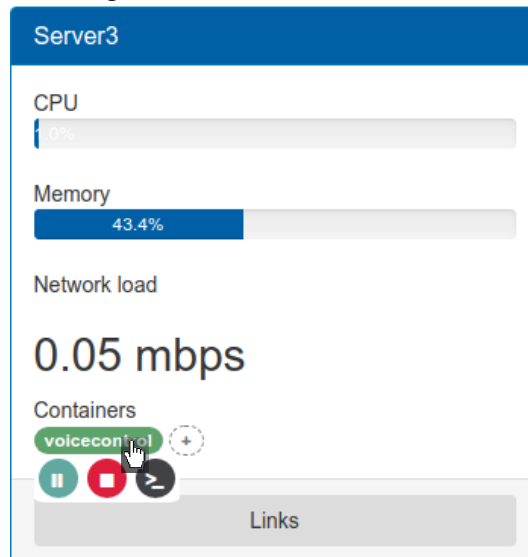 Server3
CPU
1.0%
Memory
43.4%
Network load
0.05 mbps
Containers
voicecontrol +
Links